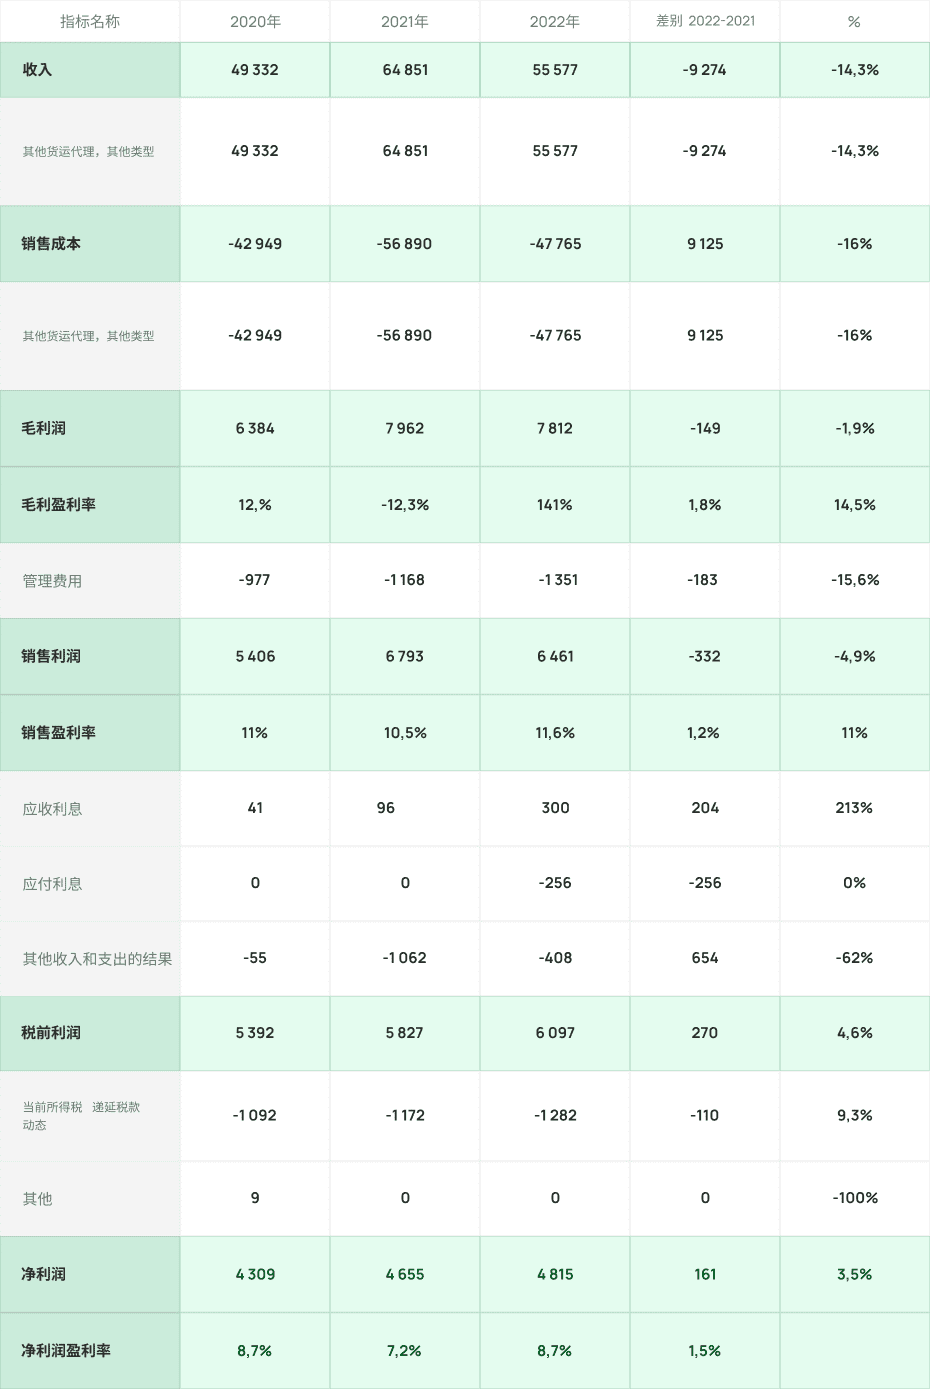 指标名称 2020年 2021年 2022年 差别 2022-2021 %
收入 49 332 64 851 55 577 -9 274 -14,3%
其他货运代理，其他类型 49 332 64 851 55 577 -9 274 -14,3%
销售成本 -42 949 -56 890 -47 765 9 125 -16%
其他货运代理，其他类型 -42 949 -56 890 -47 765 9 125 -16%
毛利润 6 384 7 962 7 812 -149 -1,9%
毛利盈利率 12,% -12,3% 141% 1,8% 14,5%
管理费用 -977 -1 168 -1 351 -183 -15,6%
销售利润 5 406 6 793 6 461 -332 -4,9%
销售盈利率 11% 10,5% 11,6% 1,2% 11%
应收利息 41 96 300 204 213%
应付利息 0 0 -256 -256 0%
其他收入和支出的结果 -55 -1 062 -408 654 -62%
税前利润 5 392 5 827 6 097 270 4,6%
当前所得税 递延税款
动态 -1 092 -1 172 -1 282 -110 9,3%
其他 9 0 0 0 -100%
净利润 4 309 4 655 4 815 161 3,5%
净利润盈利率 8,7% 7,2% 8,7% 1,5%